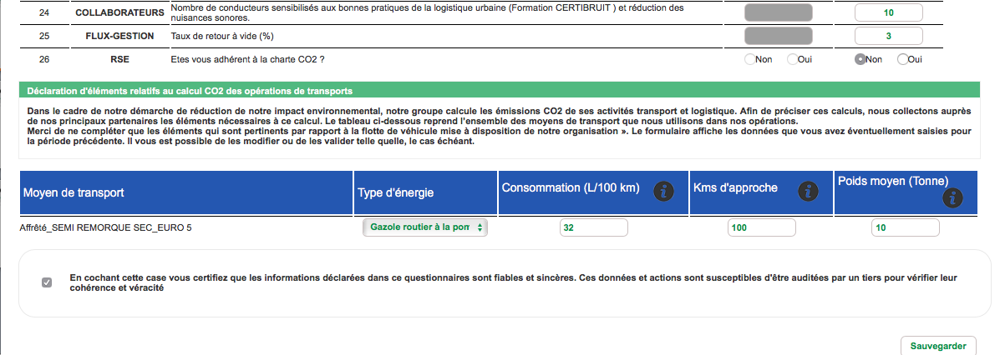 24 COLLABORATEURS Nombre de conducteurs sensibilisés aux bonnes pratiques de la logistique urbaine (Formation CERTIBRUIT ) et réduction des
nuisances sonores. 10
25 FLUX-GESTION Taux de retour à vide (%) 3
26 RSE Etes vous adhérent à la charte CO2 ? Non Oui Non Oui
Déclaration d'éléments relatifs au calcul CO2 des opérations de transports
Dans le cadre de notre démarche de réduction de notre impact environnemental, notre groupe calcule les émissions CO2 de ses activités transport et logistique. Afin de préciser ces calculs, nous collectons auprès
de nos principaux partenaires les éléments nécessaires à ce calcul. Le tableau ci-dessous reprend l'ensemble des moyens de transport que nous utilisons dans nos opérations.
Merci de ne compléter que les éléments qui sont pertinents par rapport à la flotte de véhicule mise à disposition de notre organisation ». Le formulaire affiche les données que vous avez éventuellement saisies pour
la période précédente. Il vous est possible de les modifier ou de les valider telle quelle, le cas échéant.
Moyen de transport Type d'énergie Consommation (L/100 km) i Kms d'approche i Poids moyen (Tonne) i
Affrêté_SEMI REMORQUE SEC_EURO 5 Gazole routier à la pom 32 100 10
En cochant cette case vous certifiez que les informations déclarées dans ce questionnaires sont fiables et sincères. Ces données et actions sont susceptibles d'être auditées par un tiers pour vérifier leur
cohérence et véracité
Sauvegarder